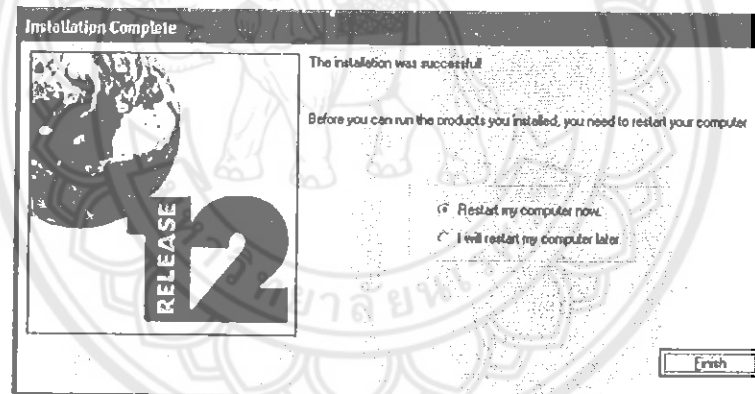 Installation Complete
The installation was successful!
Before you can run the products you installed, you need to restart your computer
Restart my computer now.
I will restart my computer later.
RELEASE
12
Finish